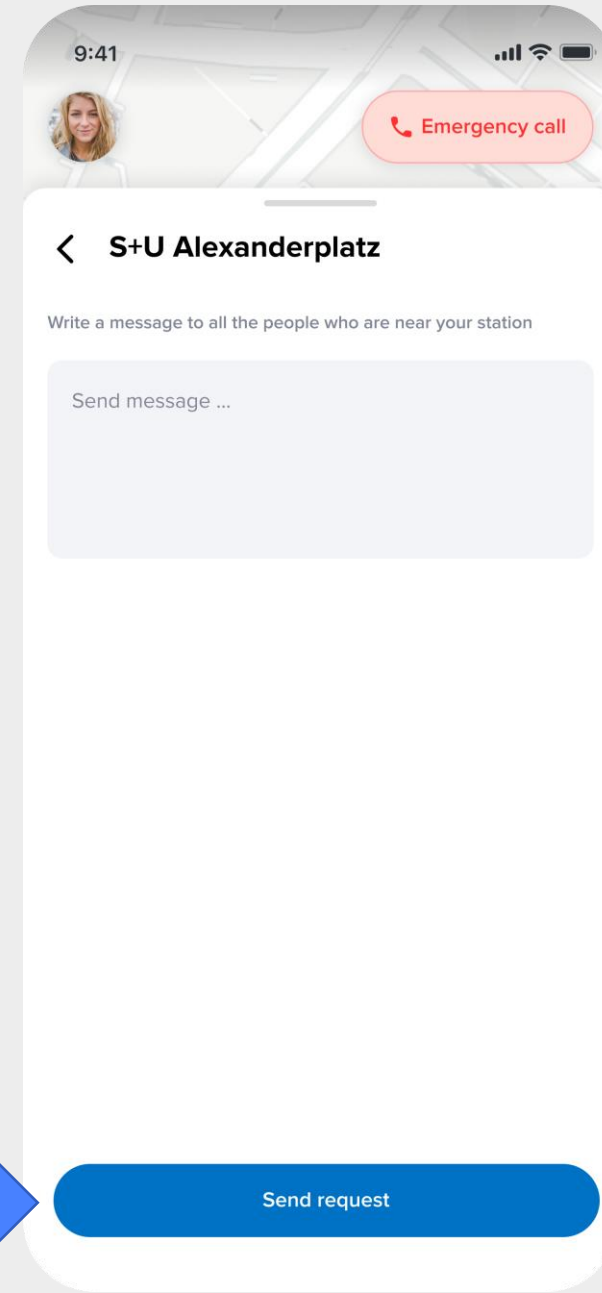 9:41
Emergency call
S+U Alexanderplatz
Write a message to all the people who are near your station
Send message ...
Send request